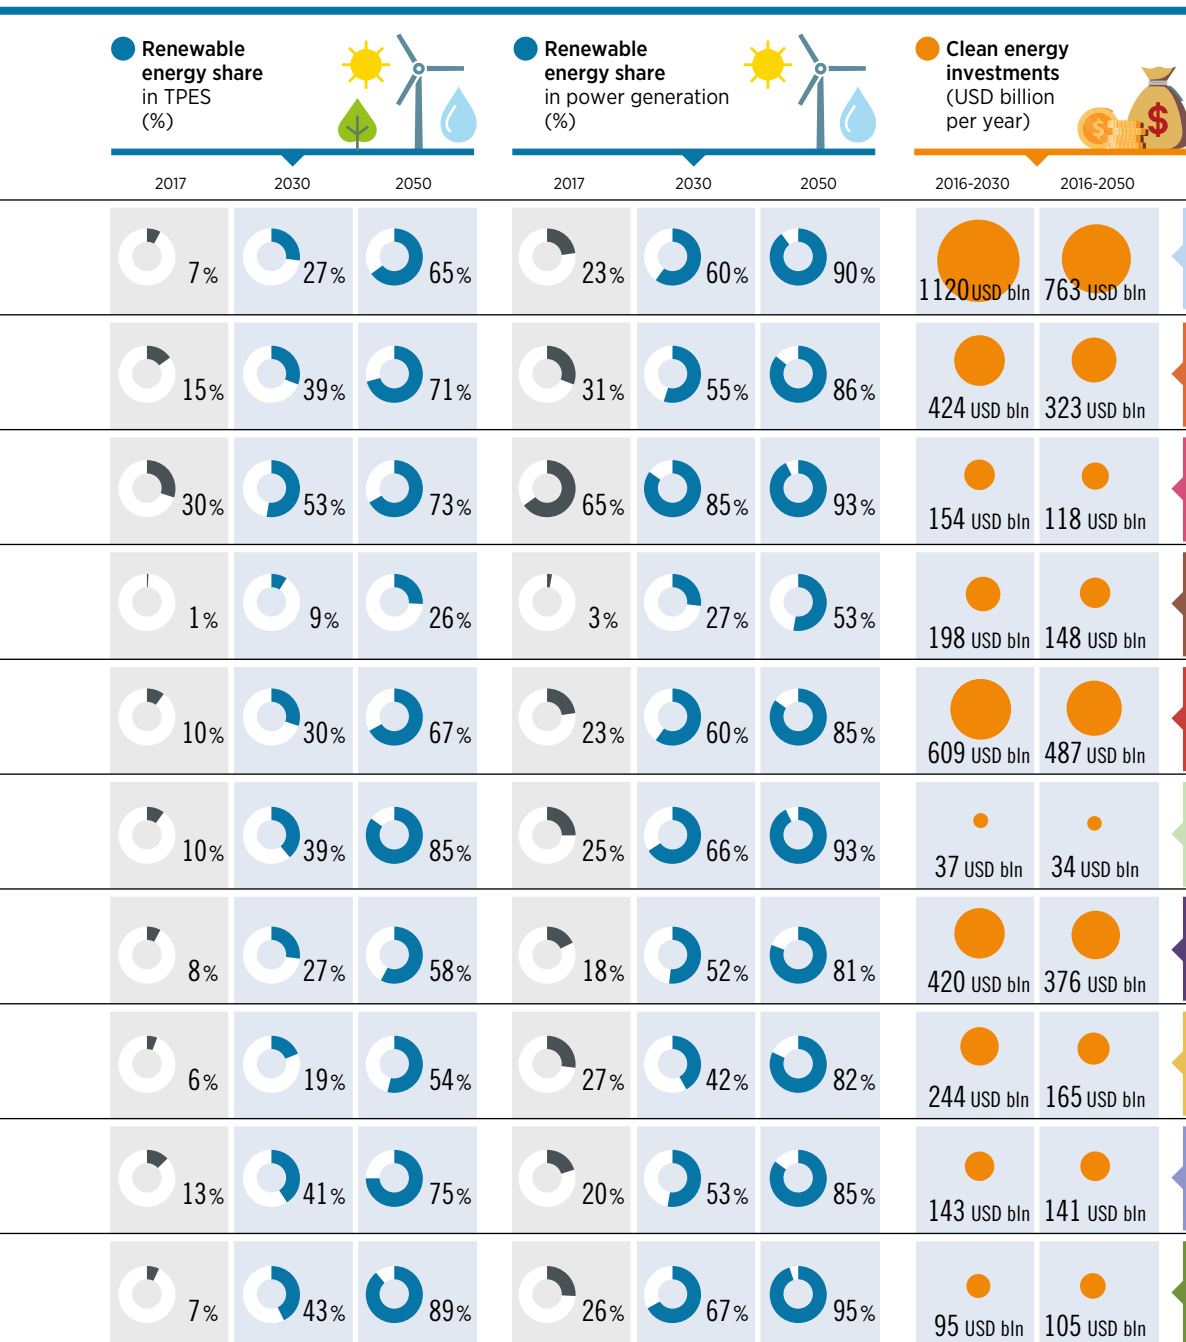 Renewable
energy share
in TPES
(%)
Renewable
energy share
in power generation
(%)
Clean energy
investments
(USD billion
per year)
$
$
2017 2030 2050 2017 2030 2050 2016-2030 2016-2050
7% 27% 65% 23% 60% 90% 1120 USD bln 763 USD bln
15% 39% 71% 31% 55% 86% 424 USD bln 323 USD bln
30% 53% 73% 65% 85% 93% 154 USD bln 118 USD bln
1% 9% 26% 3% 27% 53% 198 USD bln 148 USD bln
10% 30% 67% 23% 60% 85% 609 USD bln 487 USD bln
10% 39% 85% 25% 66% 93% 37 USD bln 34 USD bln
8% 27% 58% 18% 52% 81% 420 USD bln 376 USD bln
6% 19% 54% 27% 42% 82% 244 USD bln 165 USD bln
13% 41% 75% 20% 53% 85% 143 USD bln 141 USD bln
7% 43% 89% 26% 67% 95% 95 USD bln 105 USD bln